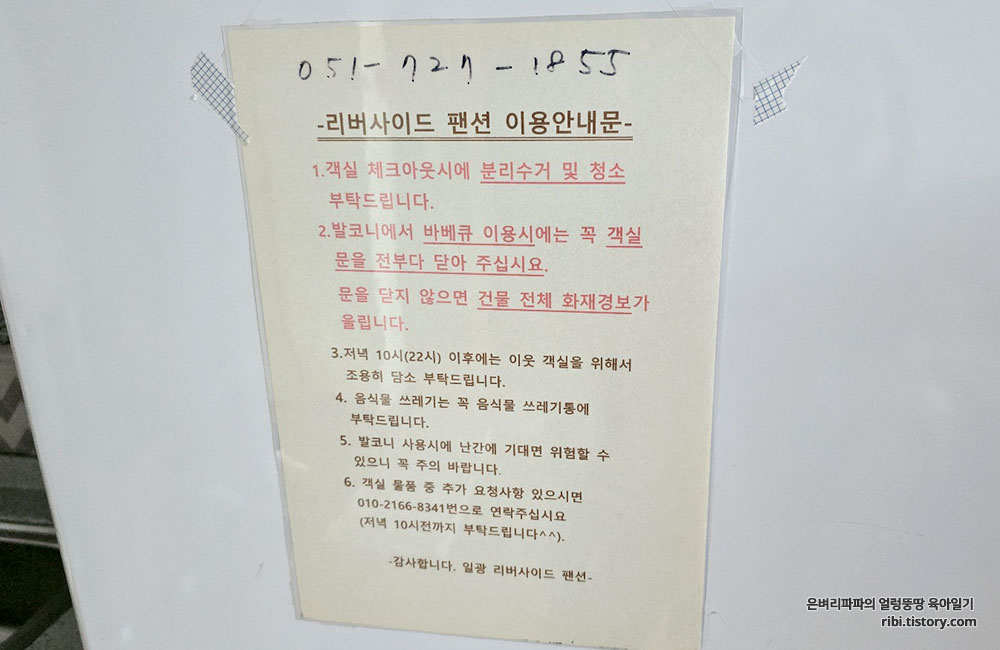 051-727-1855
-리버사이드 팬션 이용안내문-
1.객실 체크아웃시에 분리수거 및 청소
부탁드립니다.
2.발코니에서 바베큐 이용시에는 꼭 객실
문을 전부다 닫아 주십시요.
문을 닫지 않으면 건물 전체 화재경보가
울립니다.
3.저녁 10시(22시) 이후에는 이웃 객실을 위해서
조용히 담소 부탁드립니다.
4. 음식물 쓰레기는 꼭 음식물 쓰레기통에
부탁드립니다.
5. 발코니 사용시에 난간에 기대면 위험할 수
있으니 꼭 주의 바랍니다.
6. 객실 물품 중 추가 요청사항 있으시면
010-2166-8341번으로 연락주십시요
(저녁 10시전까지 부탁드립니다^^).
-감사합니다. 일광 리버사이드 팬션-
은벼리파파의 얼렁뚱땅 육아일기
ribi.tistory.com